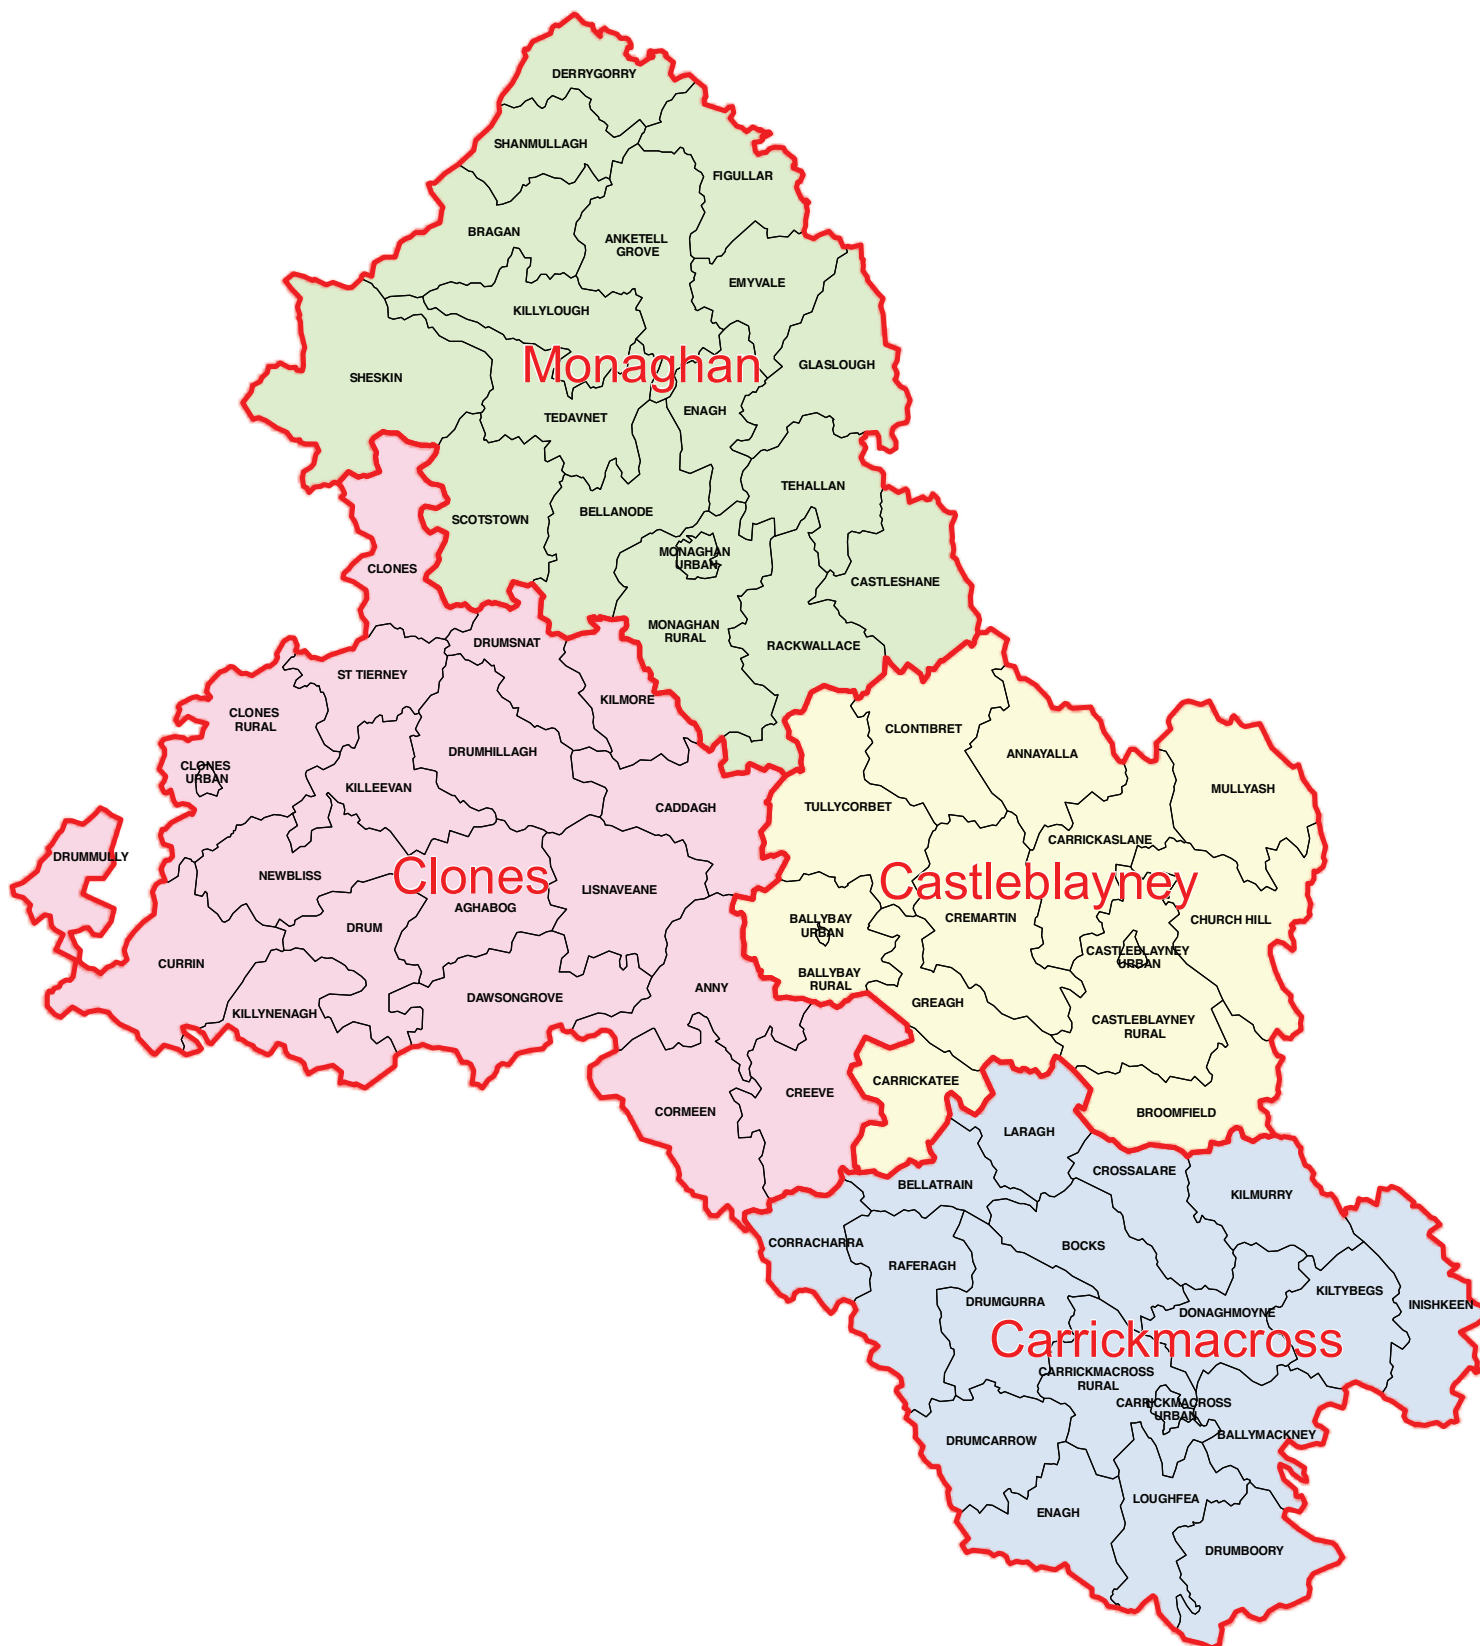 DERRYGORRY
SHANMULLAGH
FIGULLAR
BRAGAN
ANKETELL
GROVE
EMYVALE
KILLYLOUGH
Monaghan
GLASLOUGH
SHESKIN
TEDAVNET
ENAGH
TEHALLAN
SCOTSTOWN
BELLANODE
MONAGHAN
URBAN
CLONES
CASTLESHANE
MONAGHAN
RURAL
RACKWALLACE
DRUMSNAT
ST TIERNEY
KILMORE
CLONES
RURAL
CLONTIBRET
DRUMHILLAGH
ANNAYALLA
CLONES
URBAN
KILLEEVAN
MULLYASH
CADDAGH
TULLYCORBET
CARRICKASLANE
DRUMMULLY
NEWBLISS
Clones
LISNAVEANE
Castleblayney
AGHABOG
BALLYBAY
URBAN
CREMARTIN
CHURCH HILL
DRUM
CASTLEBLAYNEY
URBAN
CURRIN
BALLYBAY
RURAL
ANNY
DAWSONGROVE
GREAGH
KILLYNENAGH
CASTLEBLAYNEY
RURAL
CARRICKATEE
CREEVE
CORMEEN
BROOMFIELD
LARAGH
CROSSALARE
BELLATRAIN
KILMURRY
CORRACHARRA
BOCKS
RAFERAGH
KILTYBEGS
DRUMGURRA
INISHKEEN
DONAGHMOYNE
Carrickmacross
CARRICKMACROSS
RURAL
CARRICKMACROSS
URBAN
BALLYMACKNEY
DRUMCARROW
LOUGHFEA
ENAGH
DRUMBOORY